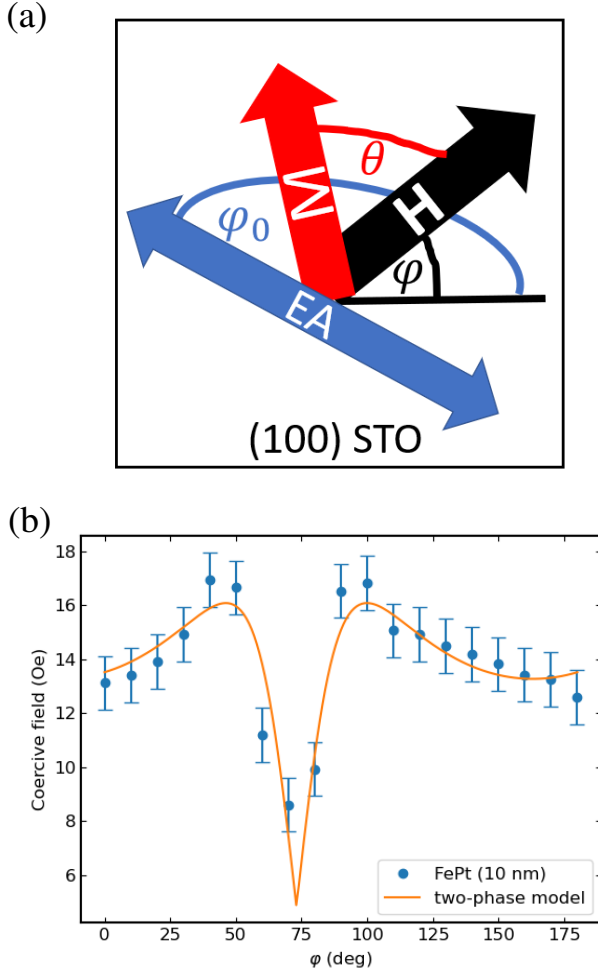 (a)
M
θ
H
φ₀
φ
EA
(100) STO
(b)
18
16
14
12
10
8
6
Coercive field (Oe)
FePt (10 nm)
two-phase model
0 25 50 75 100 125 150 175
φ (deg)